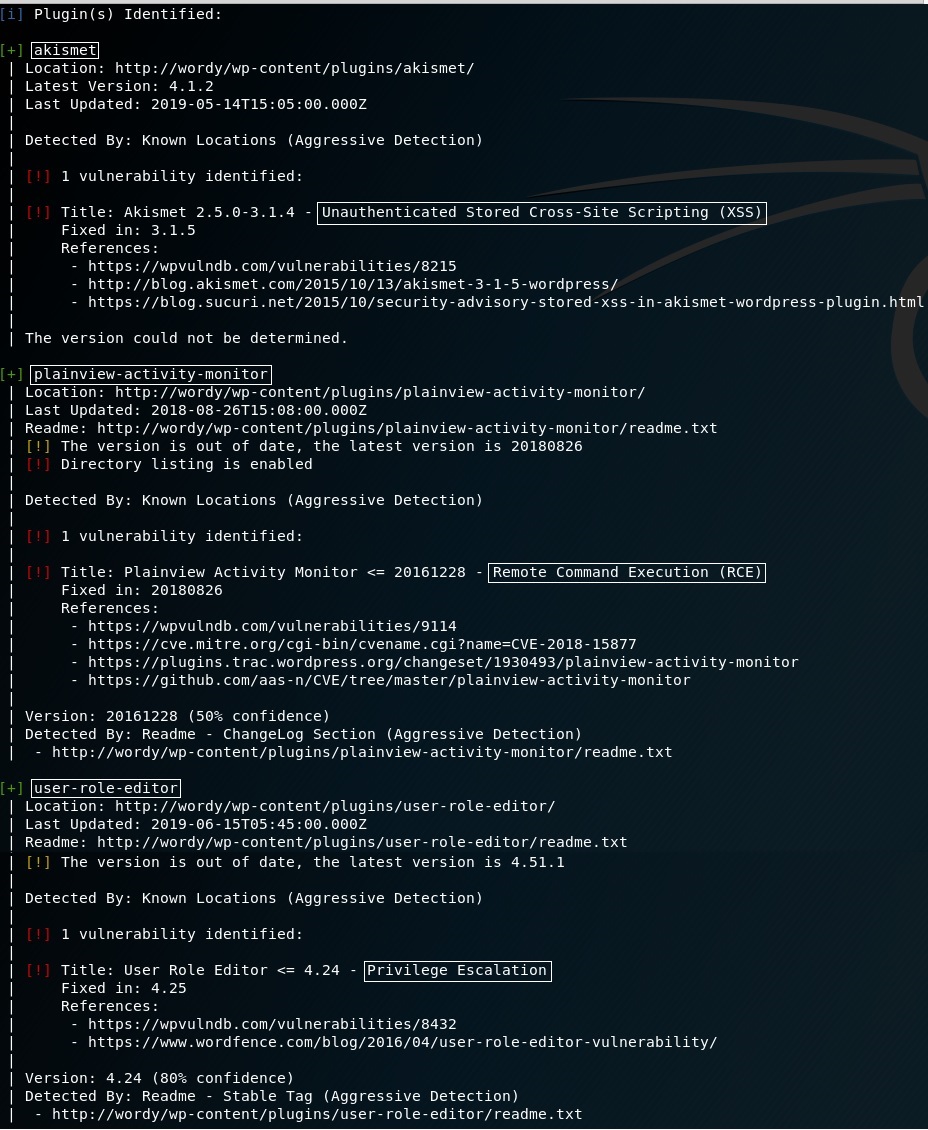 [i] Plugin(s) Identified:

[+] akismet
 | Location: http://wordy/wp-content/plugins/akismet/
 | Latest Version: 4.1.2
 | Last Updated: 2019-05-14T15:05:00.000Z
 |
 | Detected By: Known Locations (Aggressive Detection)
 |
 | [!] 1 vulnerability identified:
 |
 | [!] Title: Akismet 2.5.0-3.1.4 - Unauthenticated Stored Cross-Site Scripting (XSS)
 |     Fixed in: 3.1.5
 |     References:
 |      - https://wpvulndb.com/vulnerabilities/8215
 |      - http://blog.akismet.com/2015/10/13/akismet-3-1-5-wordpress/
 |      - https://blog.sucuri.net/2015/10/security-advisory-stored-xss-in-akismet-wordpress-plugin.html
 |
 | The version could not be determined.

[+] plainview-activity-monitor
 | Location: http://wordy/wp-content/plugins/plainview-activity-monitor/
 | Last Updated: 2018-08-26T15:08:00.000Z
 | Readme: http://wordy/wp-content/plugins/plainview-activity-monitor/readme.txt
 | [!] The version is out of date, the latest version is 20180826
 | [!] Directory listing is enabled
 |
 | Detected By: Known Locations (Aggressive Detection)
 |
 | [!] 1 vulnerability identified:
 |
 | [!] Title: Plainview Activity Monitor <= 20161228 - Remote Command Execution (RCE)
 |     Fixed in: 20180826
 |     References:
 |      - https://wpvulndb.com/vulnerabilities/9114
 |      - https://cve.mitre.org/cgi-bin/cvename.cgi?name=CVE-2018-15877
 |      - https://plugins.trac.wordpress.org/changeset/1930493/plainview-activity-monitor
 |      - https://github.com/aas-n/CVE/tree/master/plainview-activity-monitor
 |
 | Version: 20161228 (50% confidence)
 | Detected By: Readme - ChangeLog Section (Aggressive Detection)
 |  - http://wordy/wp-content/plugins/plainview-activity-monitor/readme.txt

[+] user-role-editor
 | Location: http://wordy/wp-content/plugins/user-role-editor/
 | Last Updated: 2019-06-15T05:45:00.000Z
 | Readme: http://wordy/wp-content/plugins/user-role-editor/readme.txt
 | [!] The version is out of date, the latest version is 4.51.1
 |
 | Detected By: Known Locations (Aggressive Detection)
 |
 | [!] 1 vulnerability identified:
 |
 | [!] Title: User Role Editor <= 4.24 - Privilege Escalation
 |     Fixed in: 4.25
 |     References:
 |      - https://wpvulndb.com/vulnerabilities/8432
 |      - https://www.wordfence.com/blog/2016/04/user-role-editor-vulnerability/
 |
 | Version: 4.24 (80% confidence)
 | Detected By: Readme - Stable Tag (Aggressive Detection)
 |  - http://wordy/wp-content/plugins/user-role-editor/readme.txt